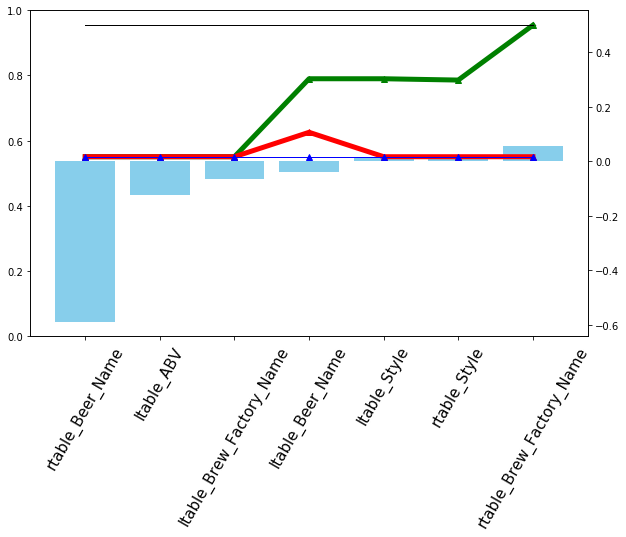 1.0
0.8
0.6
0.4
0.2
0.0
0.4
0.2
0.0
−0.2
−0.4
−0.6
rtable_Beer_Name
ltable_ABV
ltable_Brew_Factory_Name
ltable_Beer_Name
ltable_Style
rtable_Style
rtable_Brew_Factory_Name